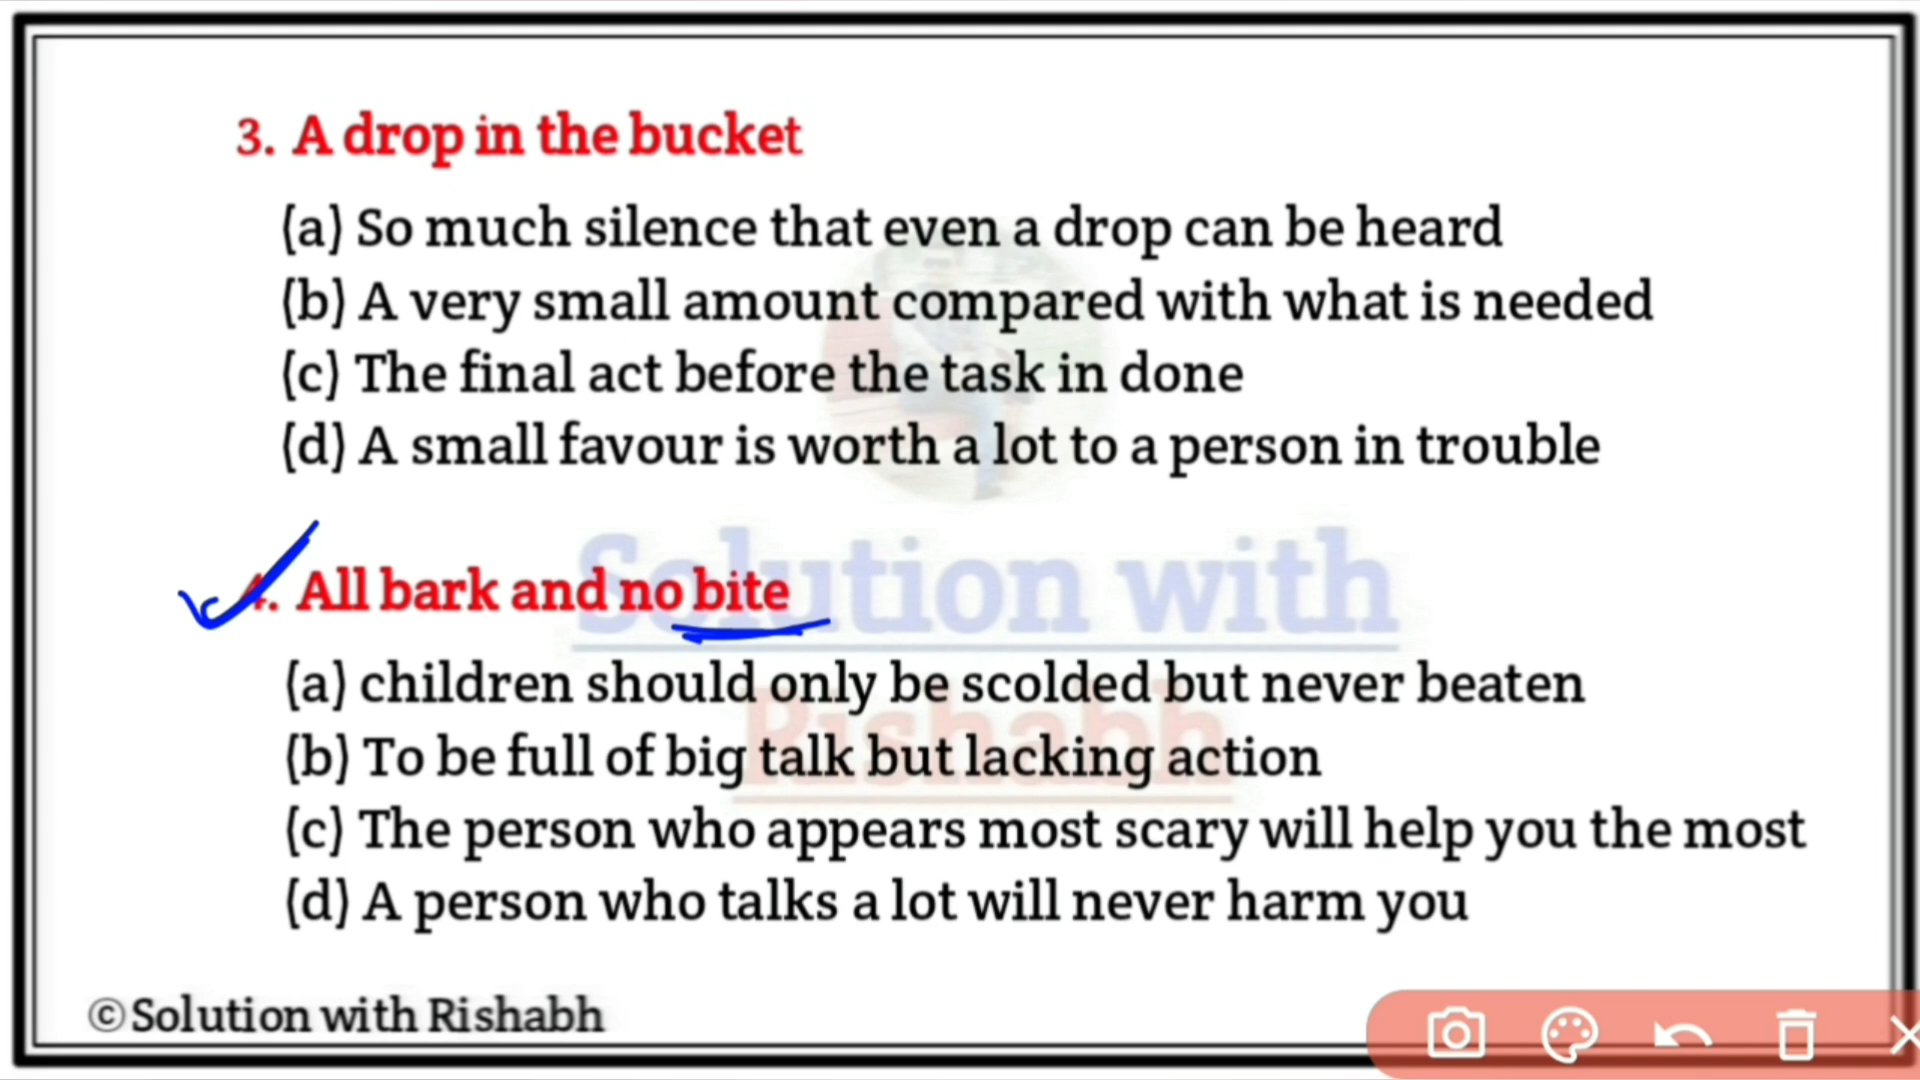 3. A drop in the bucket
(a) So much silence that even a drop can be heard
(b) A very small amount compared with what is needed
(c) The final act before the task in done
(d) A small favour is worth a lot to a person in trouble
Solution with
4. All bark and no bite
Rishabh
(a) children should only be scolded but never beaten
(b) To be full of big talk but lacking action
(c) The person who appears most scary will help you the most
(d) A person who talks a lot will never harm you
©Solution with Rishabh